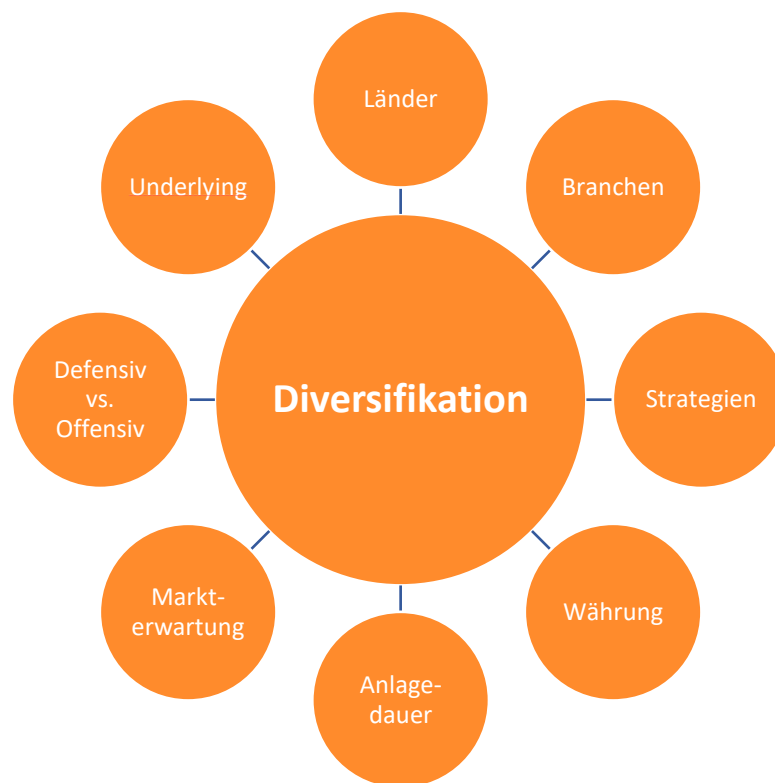 Länder
Underlying
Branchen
Defensiv
vs.
Offensiv
Diversifikation
Strategien
Markt-
erwartung
Währung
Anlage-
dauer